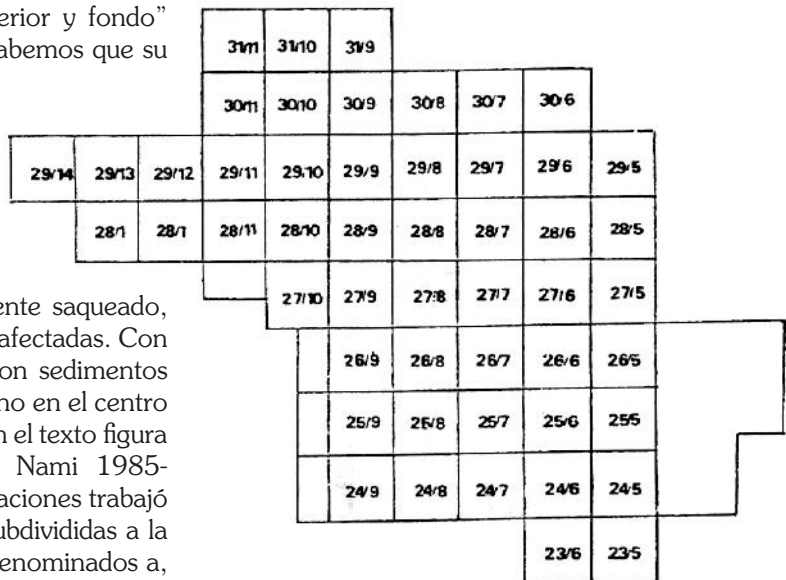 erior y fondo”
abemos que su
31/11 31/10 31/9
30/11 30/10 30/9 30/8 30/7 30/6
29/14 29/13 29/12 29/11 29/10 29/9 29/8 29/7 29/6 29/5
28/1 28/1 28/11 28/10 28/9 28/8 28/7 28/6 28/5
27/10 27/9 27/8 27/7 27/6 27/5
26/9 26/8 26/7 26/6 26/5
25/9 25/8 25/7 25/6 25/5
24/9 24/8 24/7 24/6 24/5
23/6 23/5
ente saqueado,
afectadas. Con
on sedimentos
no en el centro
n el texto figura
Nami 1985-
aciones trabajó
ubdivididas a la
enominados a,